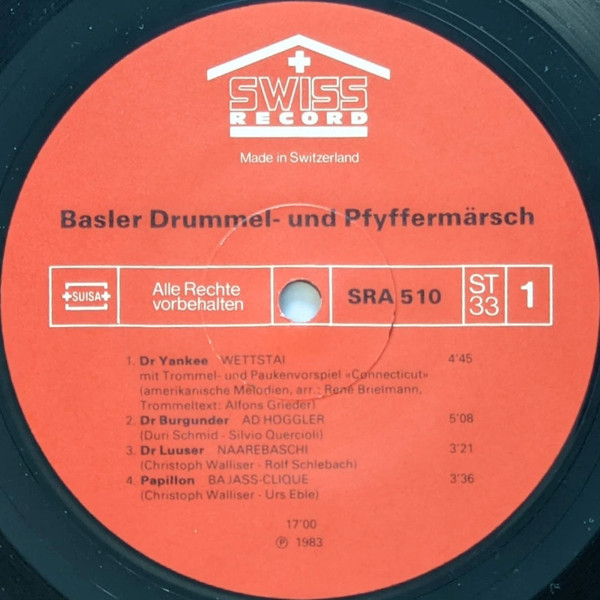 SWISS
RECORD
Made in Switzerland
Basler Drummel- und Pfyffermärsch
SUISA
Alle Rechte
vorbehalten
SRA 510
ST
33
1
1. Dr Yankee WETTSTAI 4'45
mit Trommel- und Paukenvorspiel «Connecticut»
(amerikanische Melodien, arr.: René Brielmann,
Trommeltext: Alfons Grieder)
2. Dr Burgunder AD HOGGLER 5'08
(Duri Schmid - Silvio Quercioli)
3. Dr Luuser NAAREBASCHI 3'21
(Christoph Walliser - Rolf Schlebach)
4. Papillon BAJASS-CLIQUE 3'36
(Christoph Walliser - Urs Eble)
17'00
℗ 1983